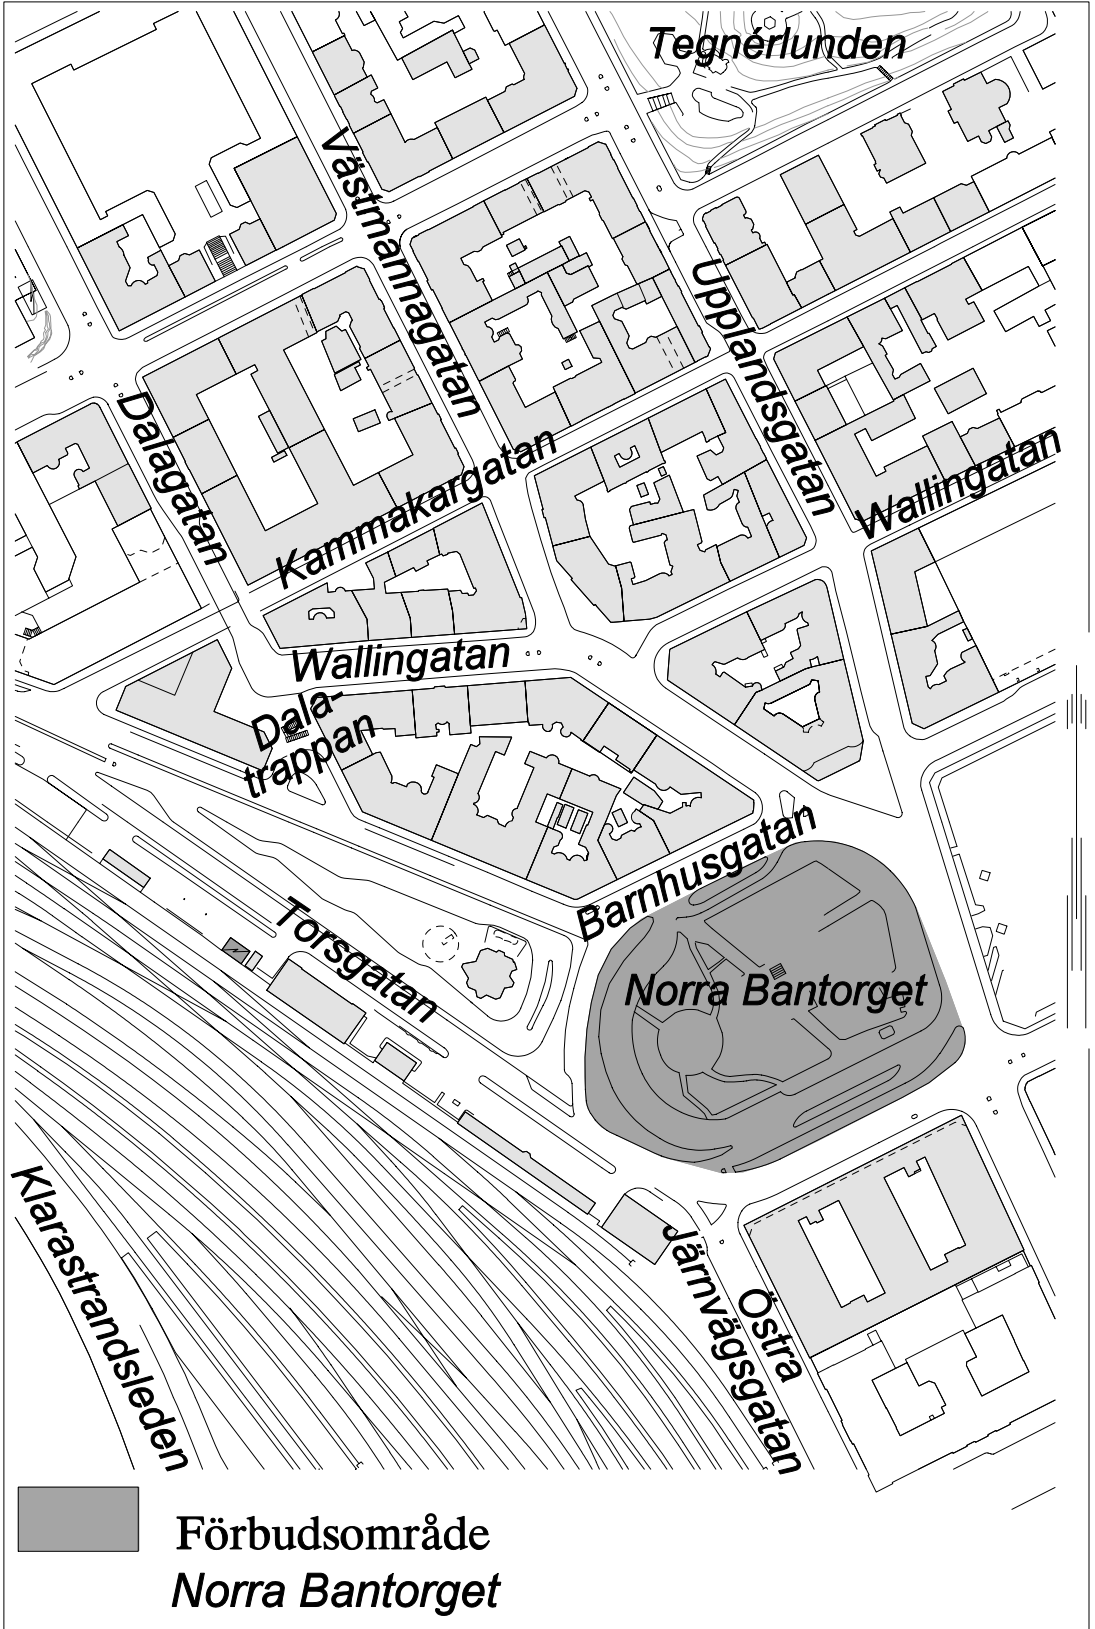 Tegnérlunden
Västmannagatan
Upplandsgatan
Dalagatan
Kammakargatan
Wallingatan
Wallingatan
Dala-
trappan
Barnhusgatan
Torsgatan
Norra Bantorget
Klarastrandsleden
Östra
Järnvägsgatan
Förbudsområde
Norra Bantorget